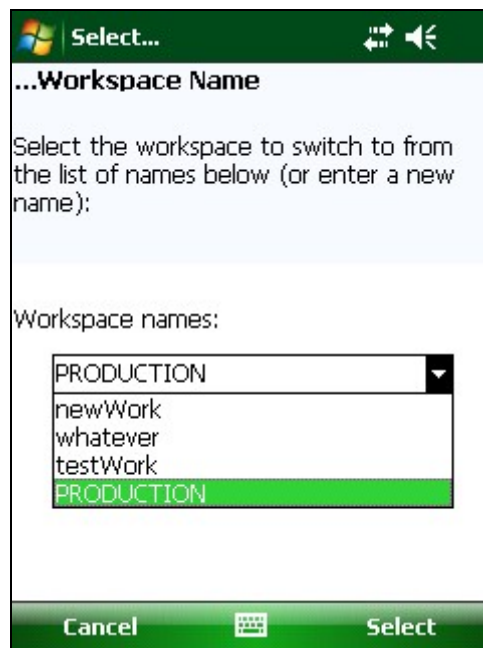 Select...
...Workspace Name
Select the workspace to switch to from
the list of names below (or enter a new
name):
Workspace names:
PRODUCTION
newWork
whatever
testWork
PRODUCTION
Cancel Select